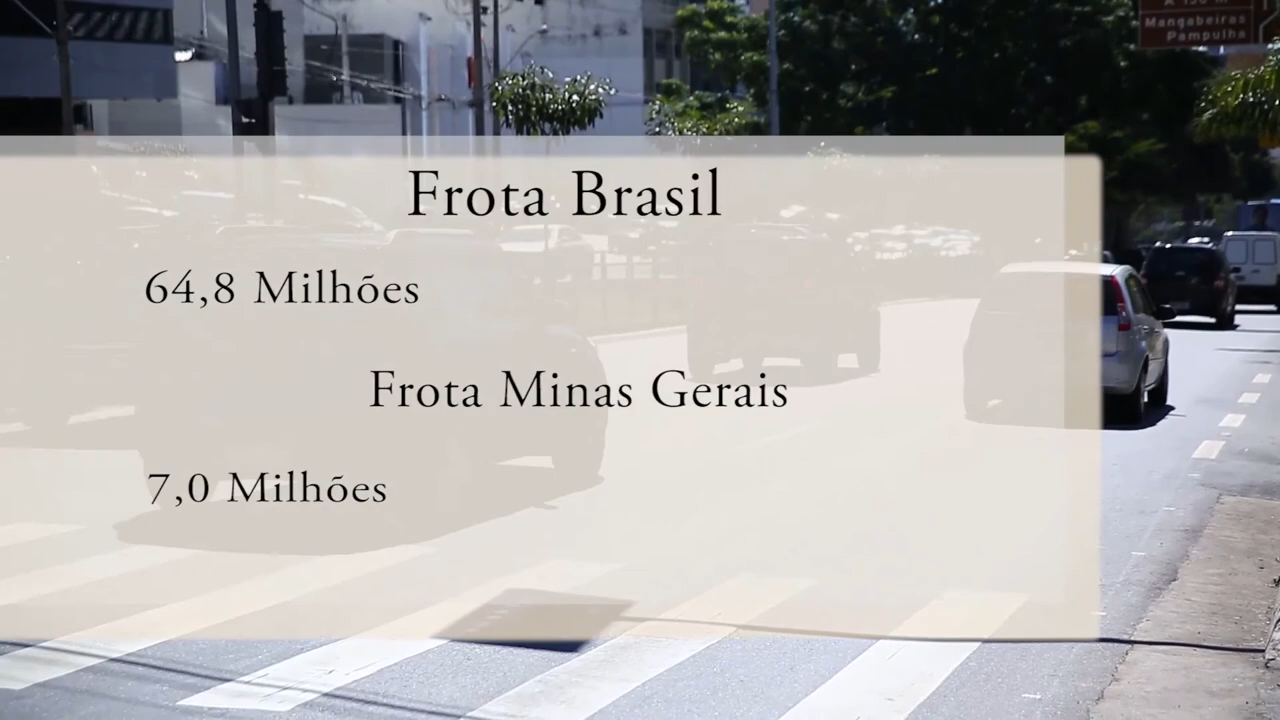 Mangabeiras
Pampulha
Frota Brasil
64,8 Milhões
Frota Minas Gerais
7,0 Milhões